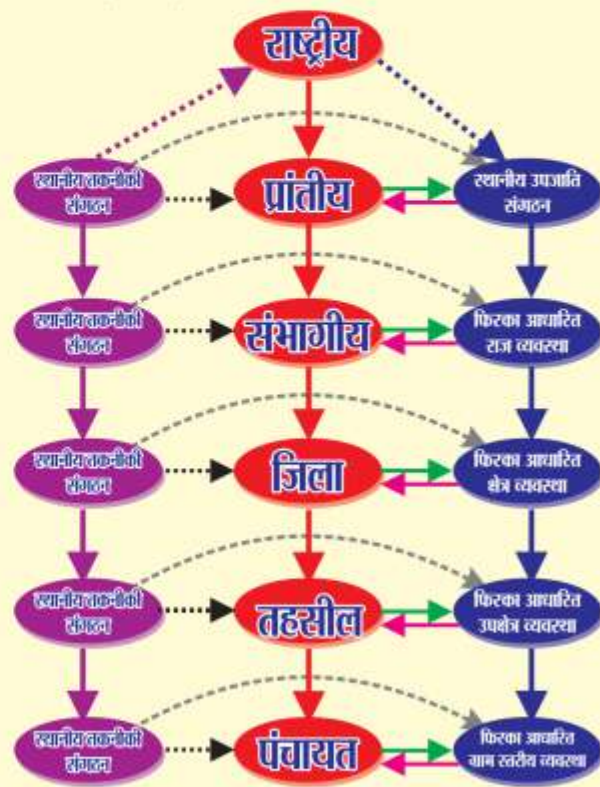 राष्ट्रीय
स्थानीय तकनीकी
संगठन
प्रांतीय
स्थानीय उपजाति
संगठन
स्थानीय तकनीकी
संगठन
संभागीय
फिरका आधारित
राज व्यवस्था
स्थानीय तकनीकी
संगठन
जिला
फिरका आधारित
क्षेत्र व्यवस्था
स्थानीय तकनीकी
संगठन
तहसील
फिरका आधारित
उपक्षेत्र व्यवस्था
स्थानीय तकनीकी
संगठन
पंचायत
फिरका आधारित
ग्राम स्तरीय व्यवस्था